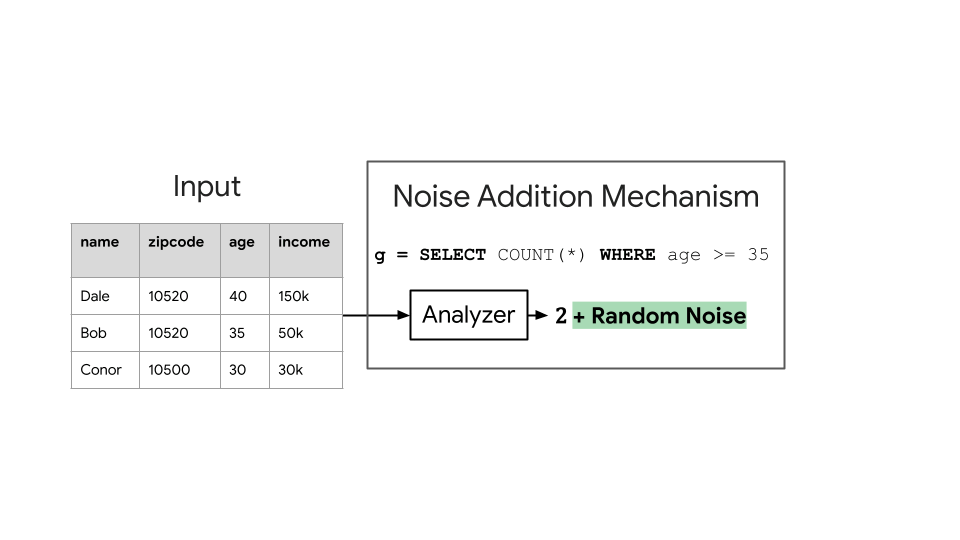 Input
name zipcode age income
Dale 10520 40 150k
Bob 10520 35 50k
Conor 10500 30 30k
Noise Addition Mechanism
g = SELECT COUNT(*) WHERE age >= 35
Analyzer 2 + Random Noise